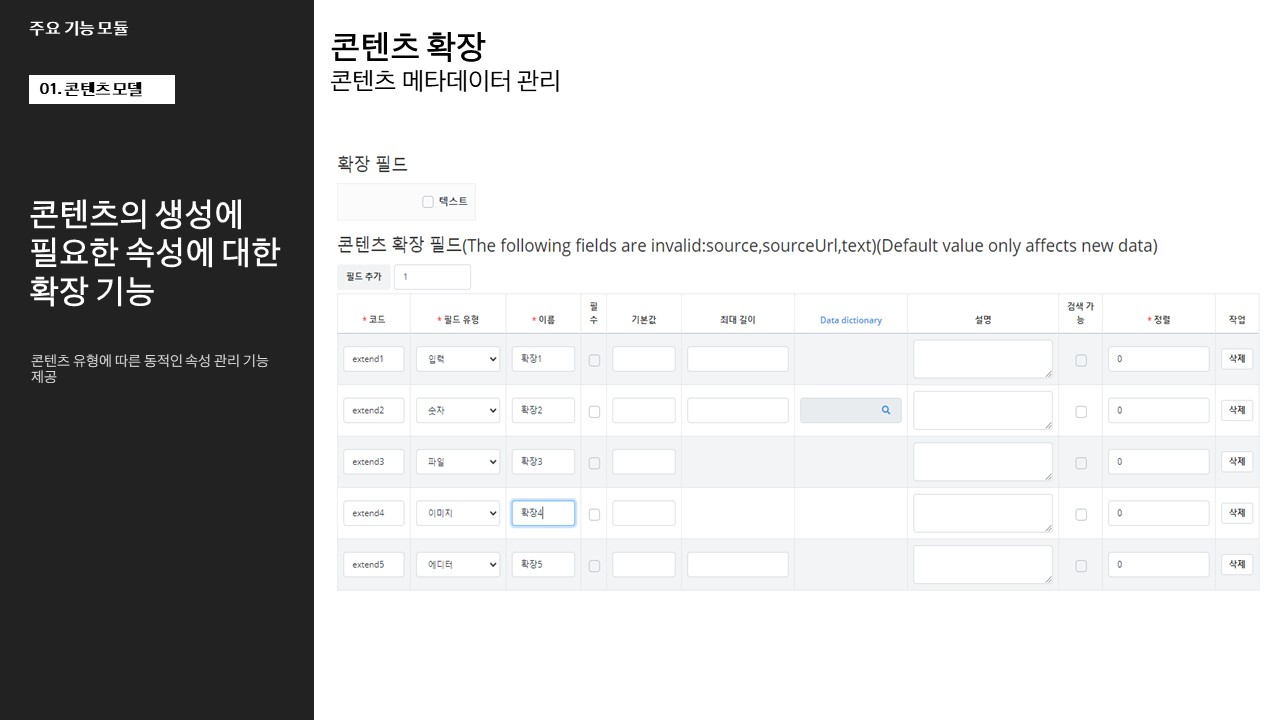 주요 기능 모듈
01. 콘텐츠 모델
콘텐츠의 생성에
필요한 속성에 대한
확장 기능
콘텐츠 유형에 따른 동적인 속성 관리 기능
제공
콘텐츠 확장
콘텐츠 메타데이터 관리
확장 필드
텍스트
콘텐츠 확장 필드(The following fields are invalid:source,sourceUrl,text)(Default value only affects new data)
필드 추가 1
* 코드 * 필드 유형 * 이름 필수 기본값 최대 길이 Data dictionary 설명 검색 가능 * 정렬 작업
extend1 입력 확장1 0 삭제
extend2 숫자 확장2 0 삭제
extend3 파일 확장3 0 삭제
extend4 이미지 확장4 0 삭제
extend5 에디터 확장5 0 삭제